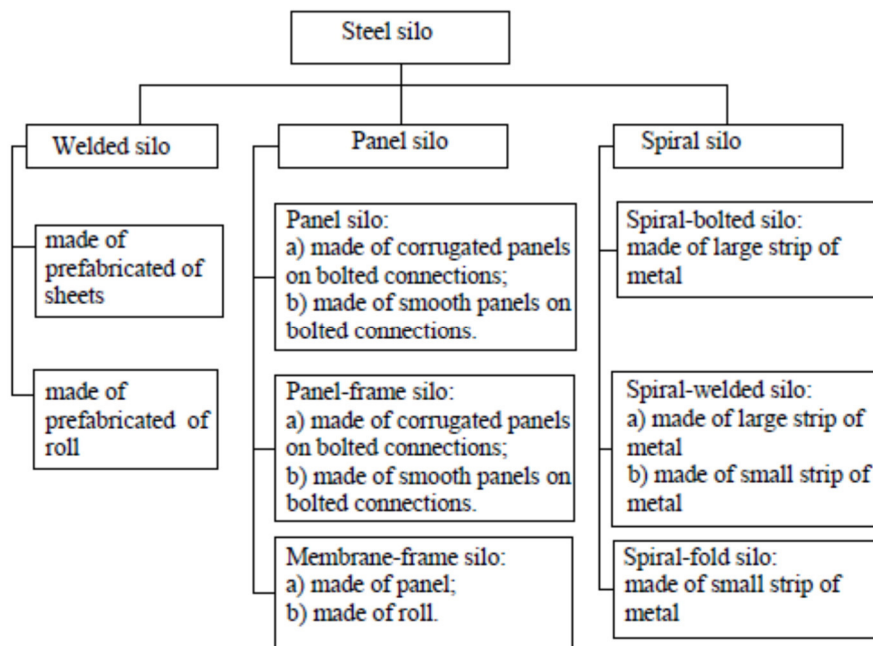 Steel silo
Welded silo
Panel silo
Spiral silo
made of
prefabricated of
sheets
made of
prefabricated of
roll
Panel silo:
a) made of corrugated panels
on bolted connections;
b) made of smooth panels on
bolted connections.
Panel-frame silo:
a) made of corrugated panels
on bolted connections;
b) made of smooth panels on
bolted connections.
Membrane-frame silo:
a) made of panel;
b) made of roll.
Spiral-bolted silo:
made of large strip of
metal
Spiral-welded silo:
a) made of large strip of
metal
b) made of small strip of
metal
Spiral-fold silo:
made of small strip of
metal